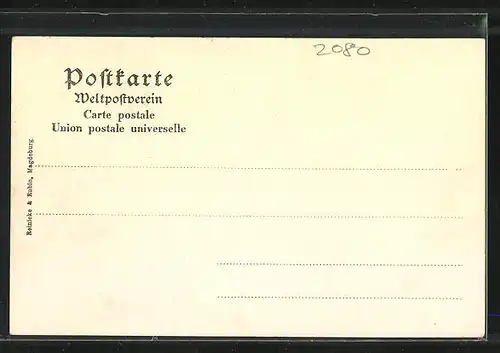 2080
Postkarte
Weltpostverein
Carte postale
Union postale universelle
Reinicke & Rubin, Magdeburg.